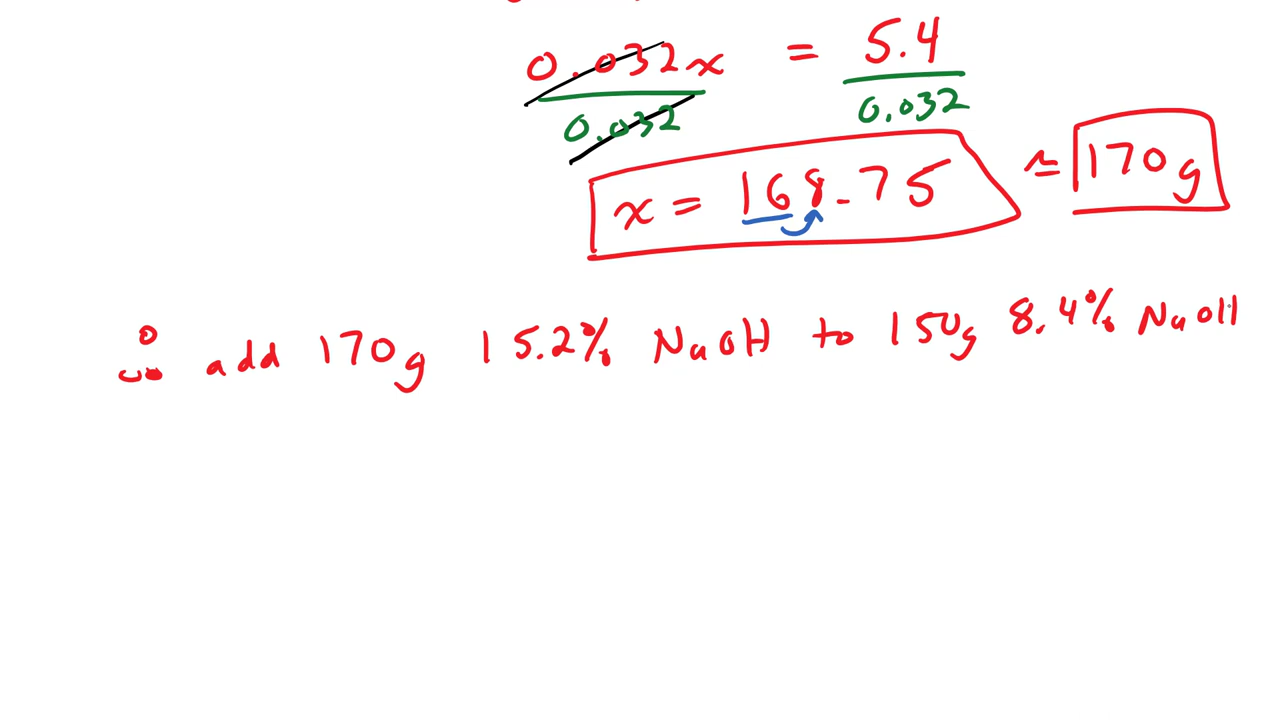 0.032x = 5.4
0.032 0.032
x = 168.75 ≈ 170g
∴ add 170g 15.2% NaOH to 150g 8.4% NaOH